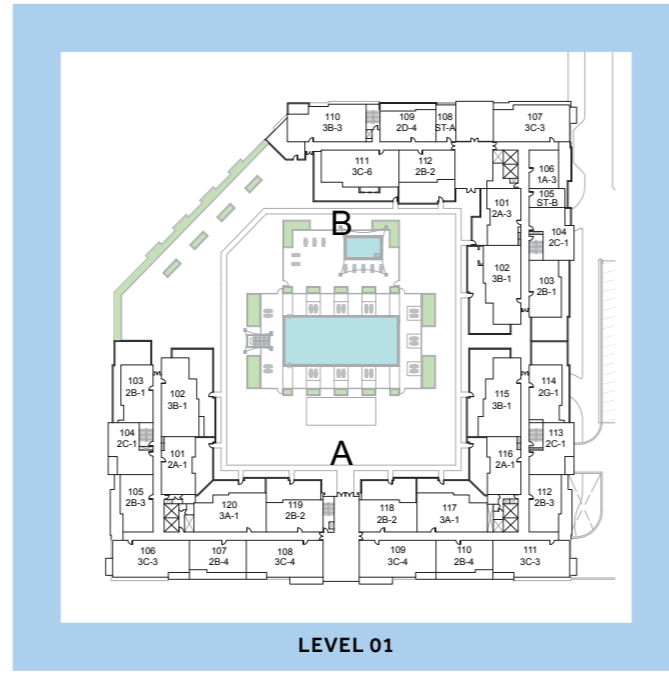 110
3B-3
109
2D-4
108
ST-A
107
3C-3
111
3C-6
112
2B-2
106
1A-3
105
ST-B
101
2A-3
104
2C-1
B
102
3B-1
103
2B-1
103
2B-1
102
3B-1
115
3B-1
114
2G-1
104
2C-1
101
2A-1
A
116
2A-1
113
2C-1
105
2B-3
120
3A-1
119
2B-2
118
2B-2
117
3A-1
112
2B-3
106
3C-3
107
2B-4
108
3C-4
109
3C-4
110
2B-4
111
3C-3
LEVEL 01